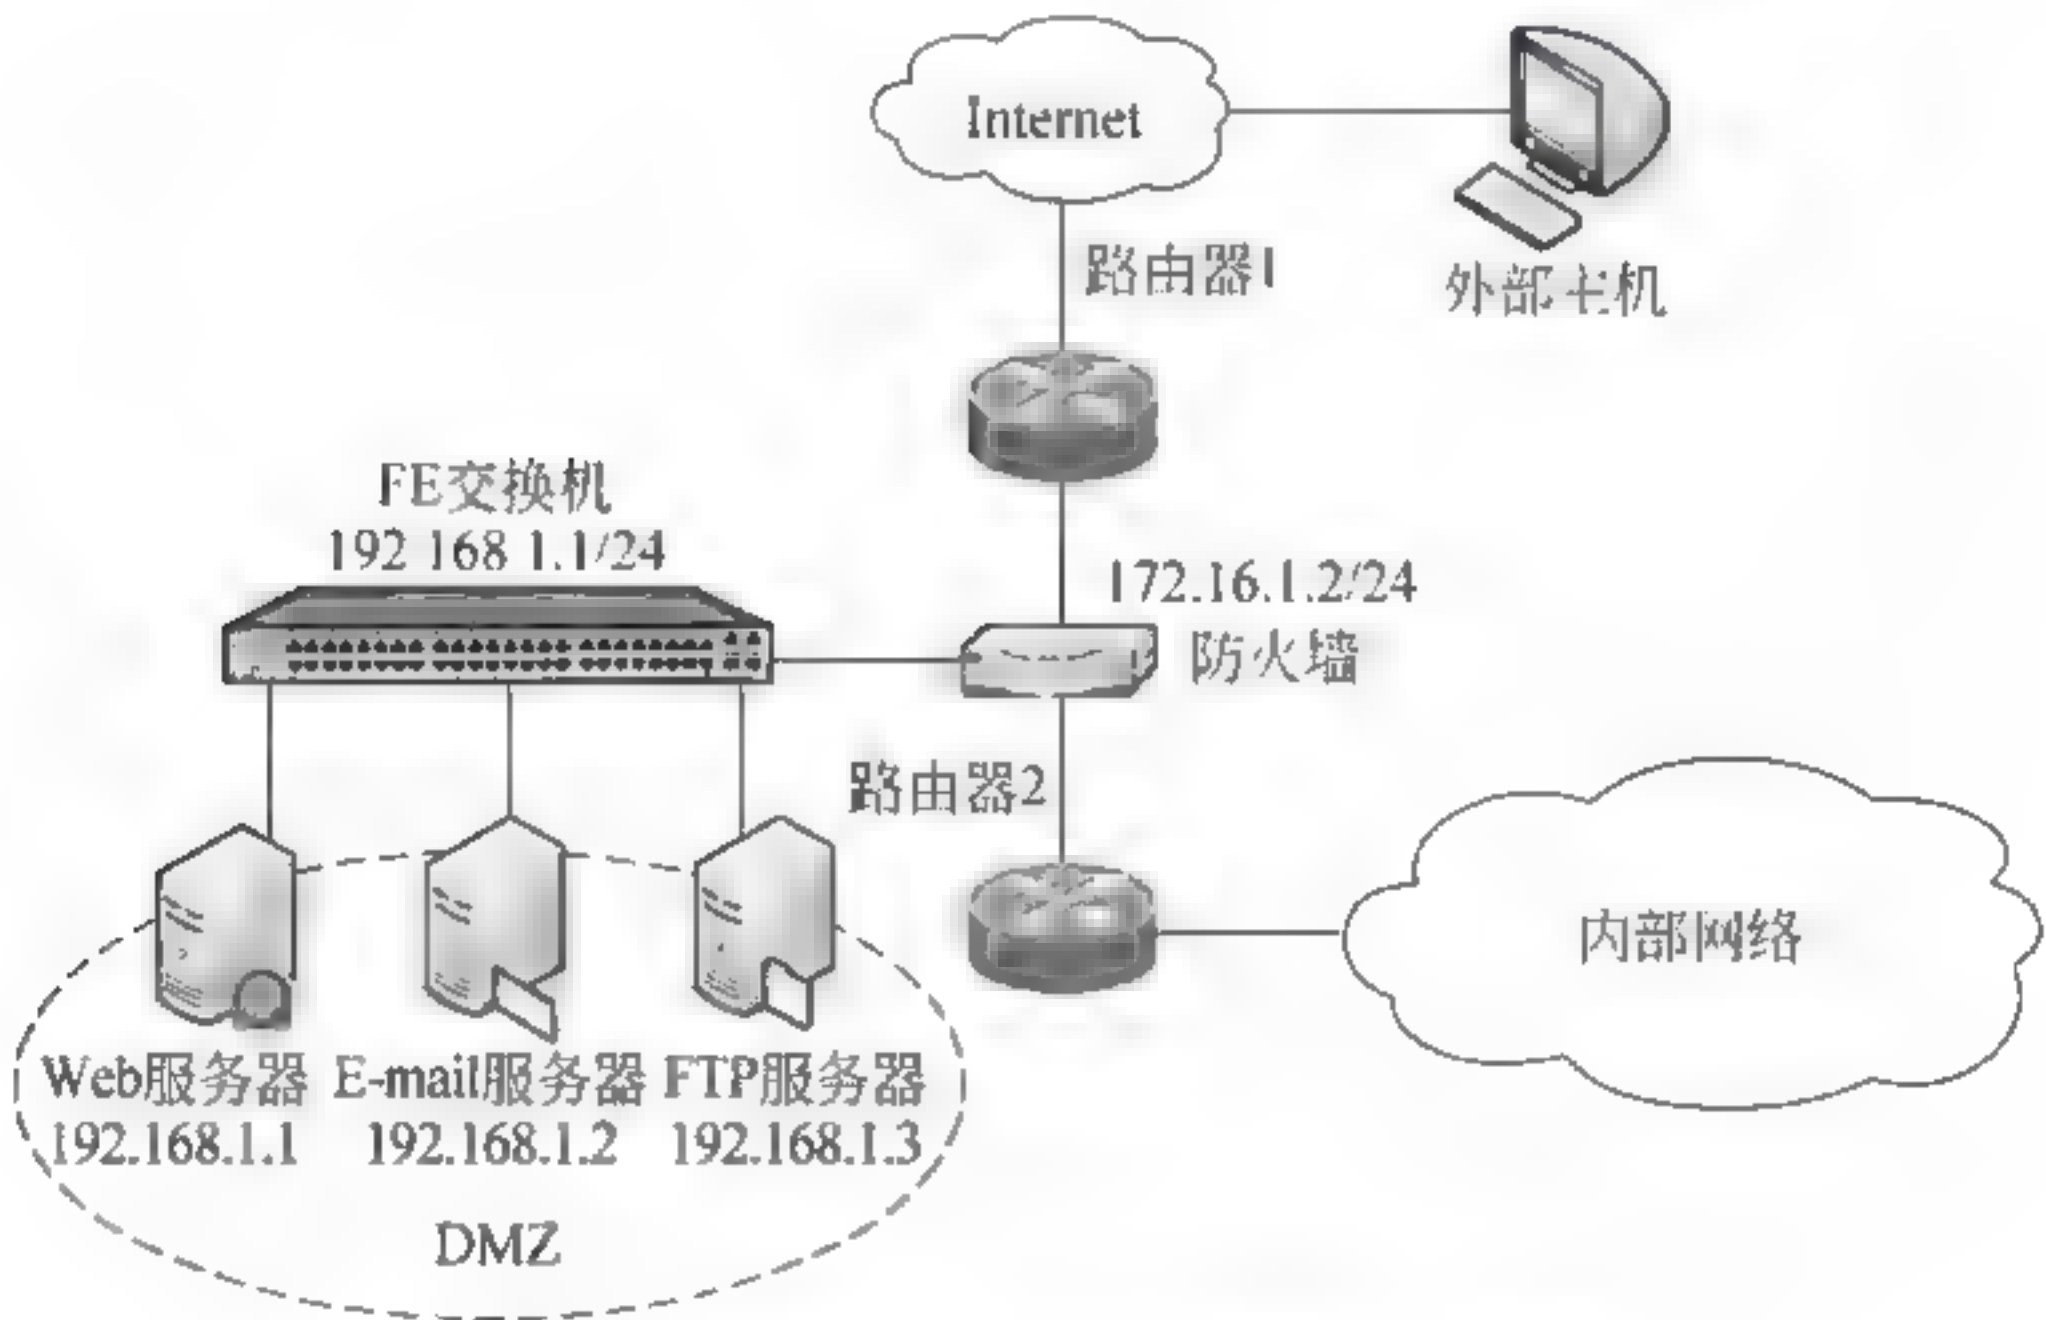 Internet
路由器1
外部主机
FE交换机
192 168 1.1/24
172.16.1.2/24
防火墙
路由器2
内部网络
Web服务器
192.168.1.1
E-mail服务器
192.168.1.2
FTP服务器
192.168.1.3
DMZ